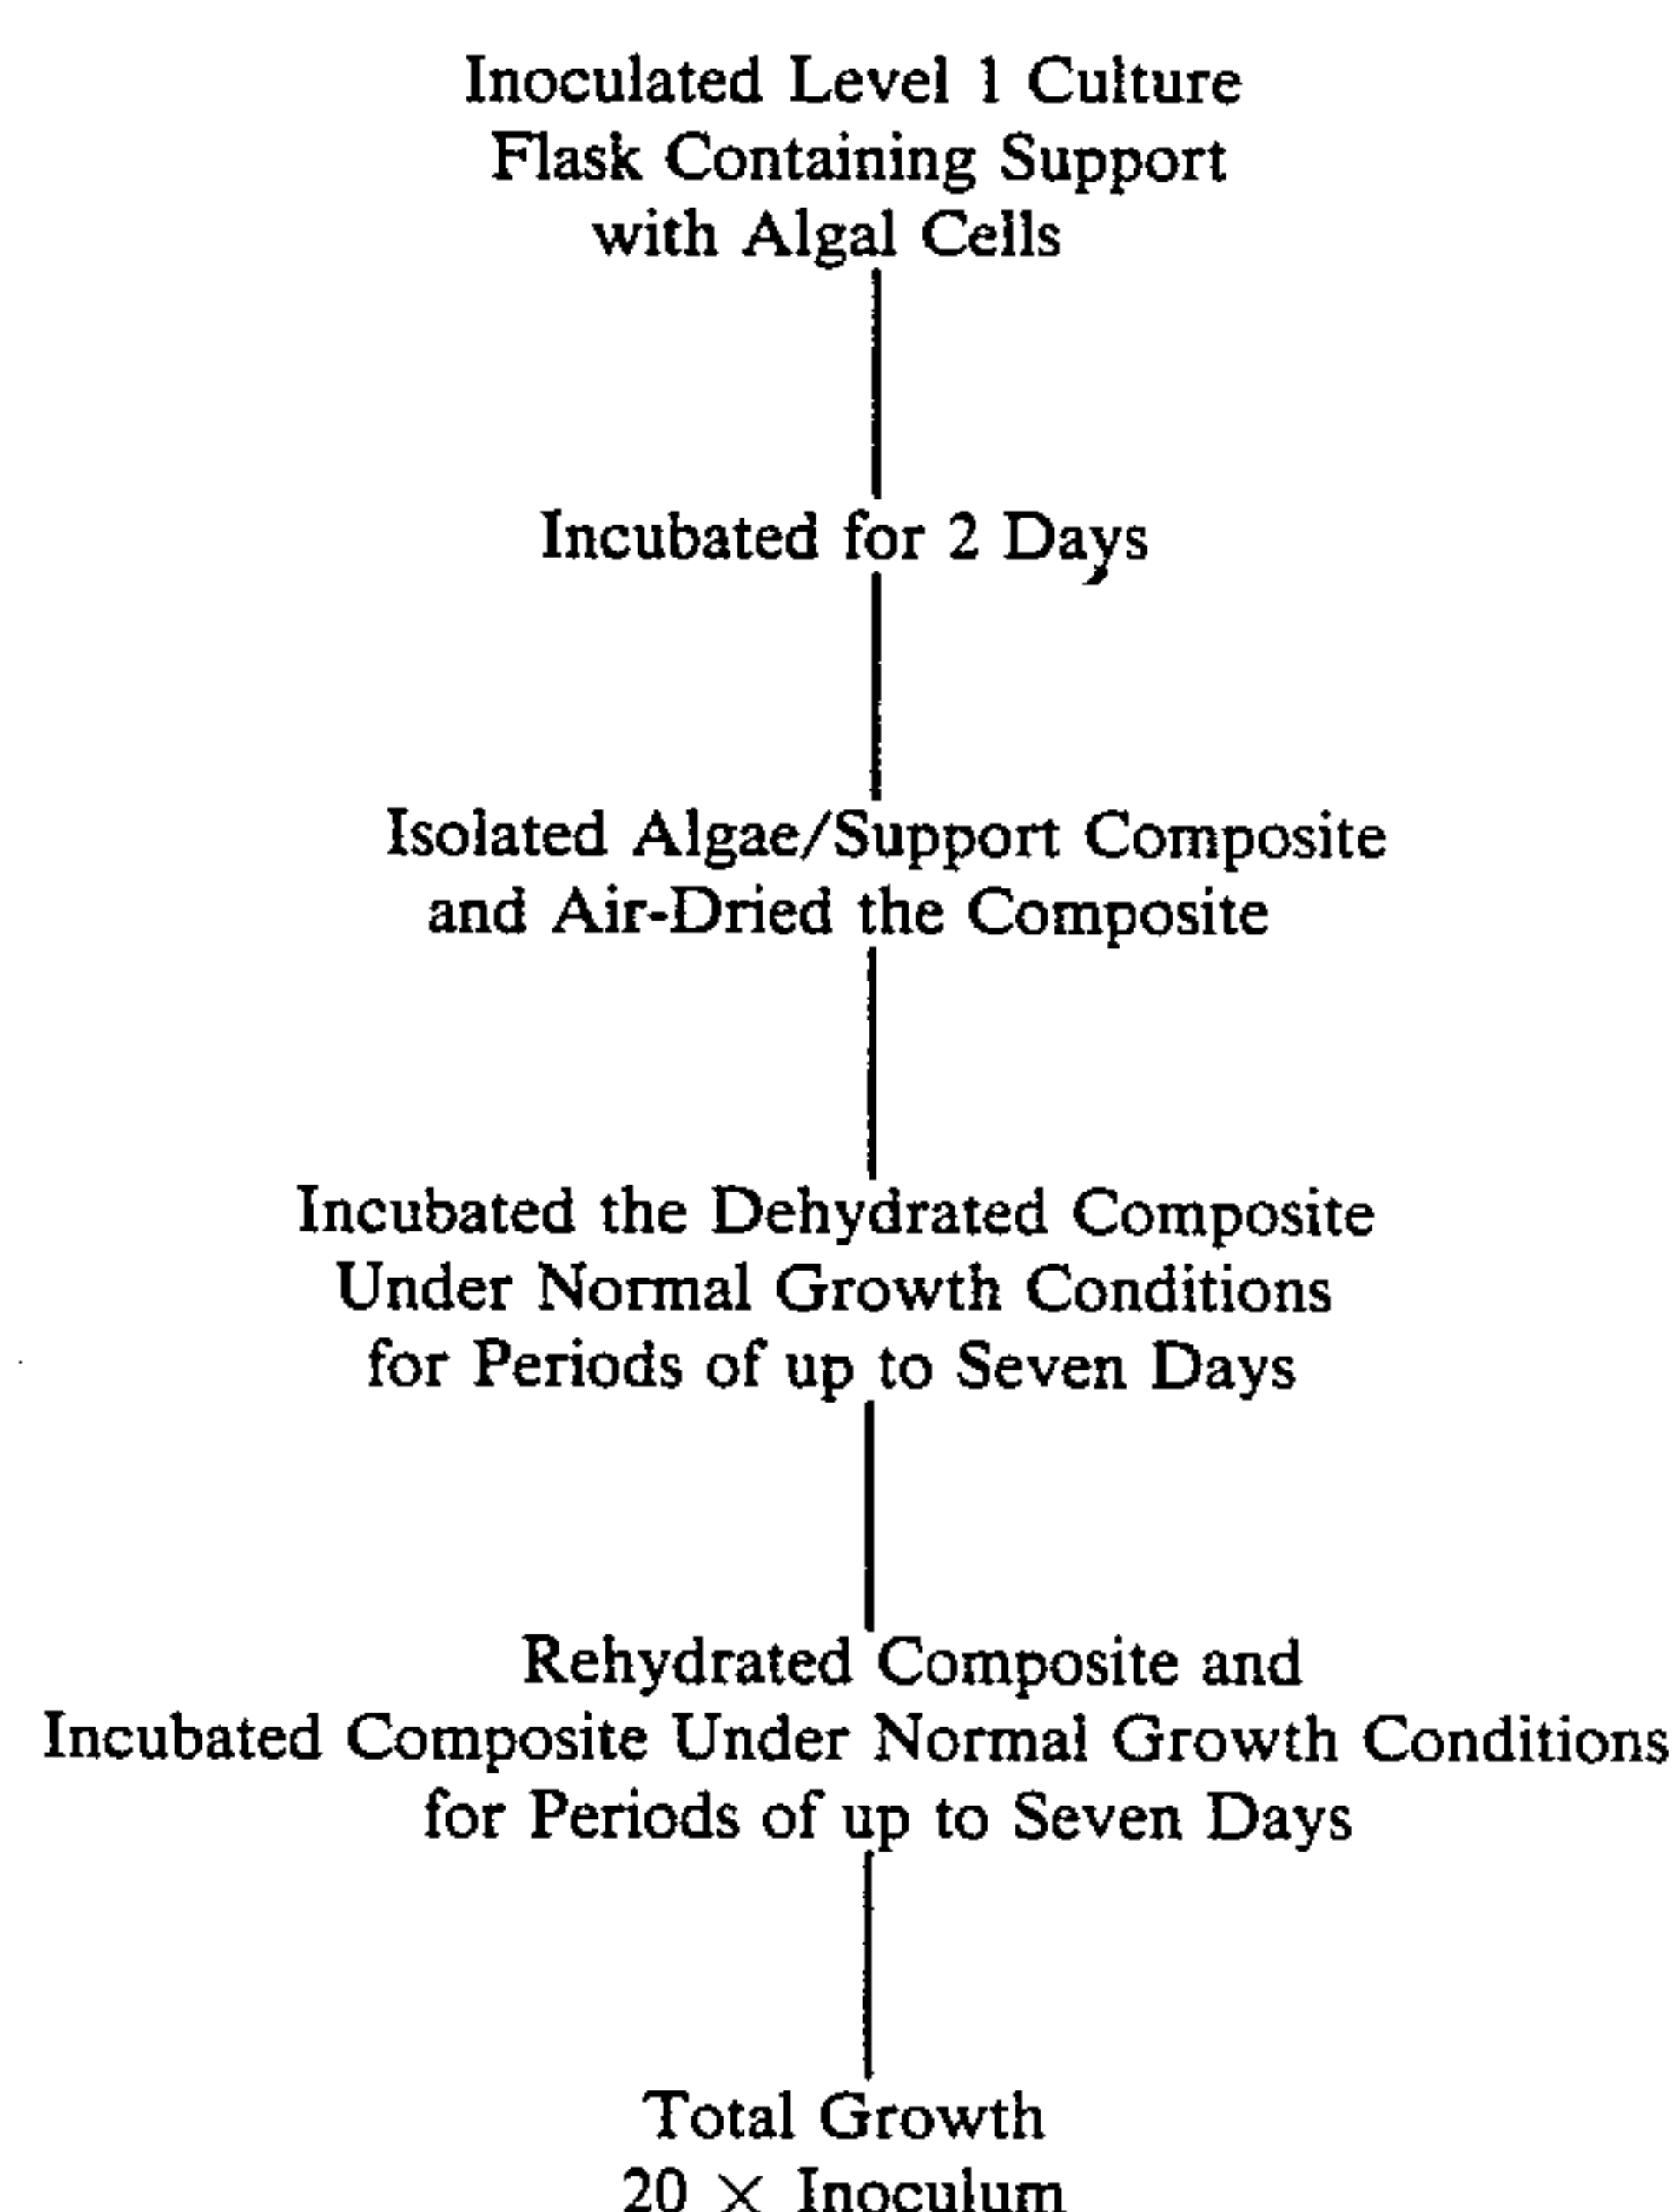 Inoculated Level 1 Culture
Flask Containing Support
with Algal Cells
Incubated for 2 Days
Isolated Algae/Support Composite
and Air-Dried the Composite
Incubated the Dehydrated Composite
Under Normal Growth Conditions
for Periods of up to Seven Days
Rehydrated Composite and
Incubated Composite Under Normal Growth Conditions
for Periods of up to Seven Days
Total Growth
20 × Inoculum